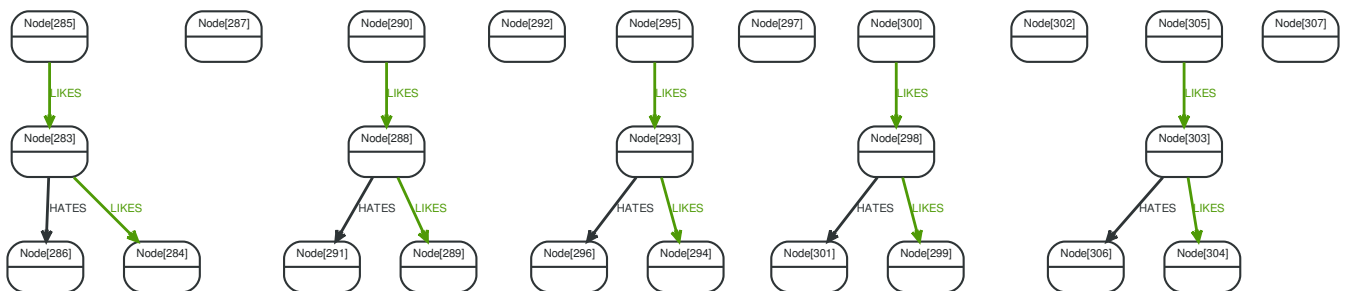 Node[285] Node[287] Node[290] Node[292] Node[295] Node[297] Node[300] Node[302] Node[305] Node[307]
LIKES LIKES LIKES LIKES LIKES
Node[283] Node[288] Node[293] Node[298] Node[303]
HATES LIKES HATES LIKES HATES LIKES HATES LIKES HATES LIKES
Node[286] Node[284] Node[291] Node[289] Node[296] Node[294] Node[301] Node[299] Node[306] Node[304]